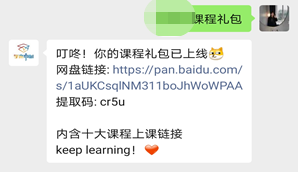 课程礼包
叮咚！你的课程礼包已上线
网盘链接: https://pan.baidu.com/
s/1aUKCsqlNM311boJhWoWPAA
提取码: cr5u
内含十大课程上课链接
keep learning！